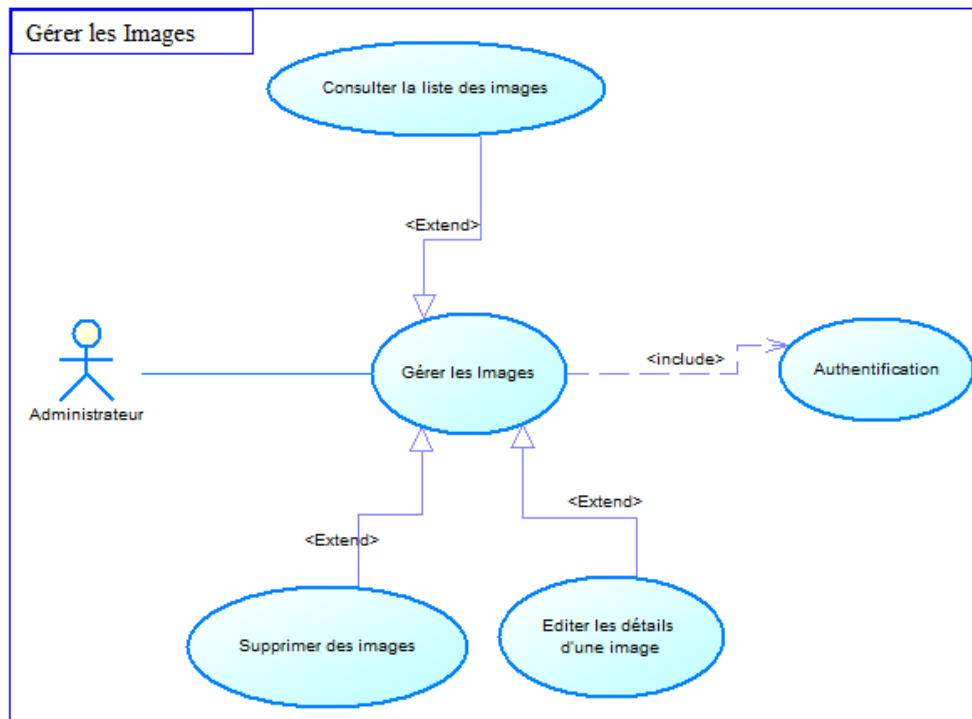 Gérer les Images
Consulter la liste des images
<Extend>
Gérer les Images
<include>
Authentification
Administrateur
<Extend>
<Extend>
Supprimer des images
Editer les détails
d'une image